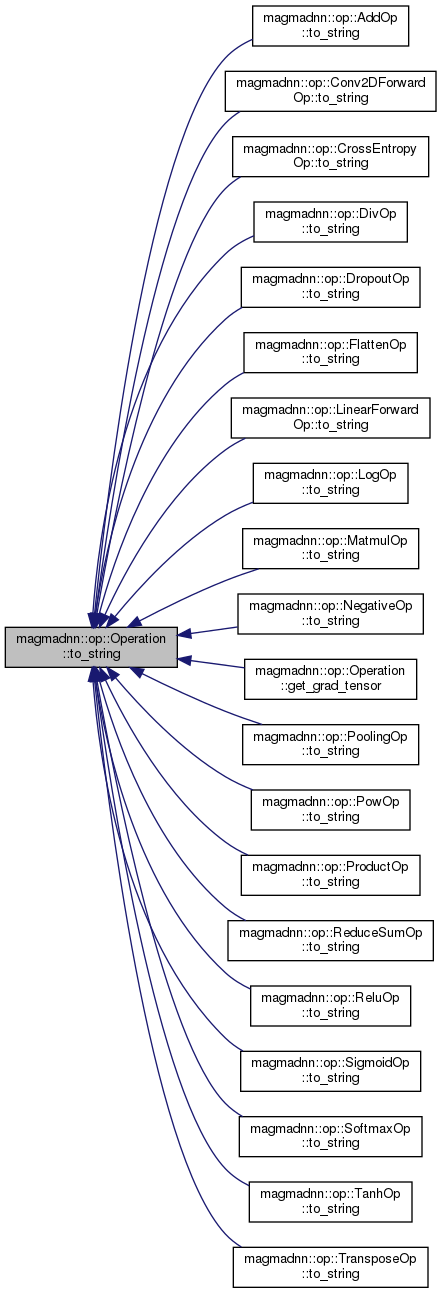 magmadnn::op::AddOp
::to_string
magmadnn::op::Conv2DForward
Op::to_string
magmadnn::op::CrossEntropy
Op::to_string
magmadnn::op::DivOp
::to_string
magmadnn::op::DropoutOp
::to_string
magmadnn::op::FlattenOp
::to_string
magmadnn::op::LinearForward
Op::to_string
magmadnn::op::LogOp
::to_string
magmadnn::op::MatmulOp
::to_string
magmadnn::op::NegativeOp
::to_string
magmadnn::op::Operation
::to_string
magmadnn::op::Operation
::get_grad_tensor
magmadnn::op::PoolingOp
::to_string
magmadnn::op::PowOp
::to_string
magmadnn::op::ProductOp
::to_string
magmadnn::op::ReduceSumOp
::to_string
magmadnn::op::ReluOp
::to_string
magmadnn::op::SigmoidOp
::to_string
magmadnn::op::SoftmaxOp
::to_string
magmadnn::op::TanhOp
::to_string
magmadnn::op::TransposeOp
::to_string